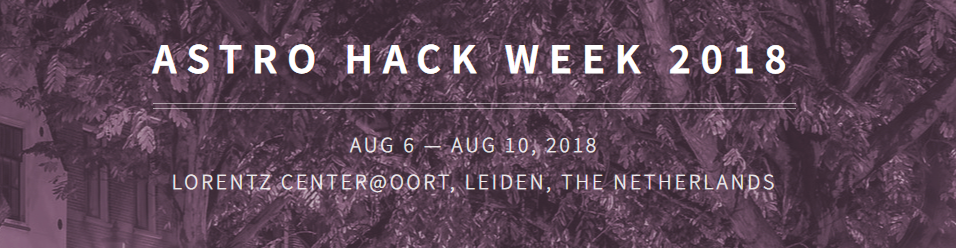 ASTRO HACK WEEK 2018
AUG 6 — AUG 10, 2018
LORENTZ CENTER@OORT, LEIDEN, THE NETHERLANDS